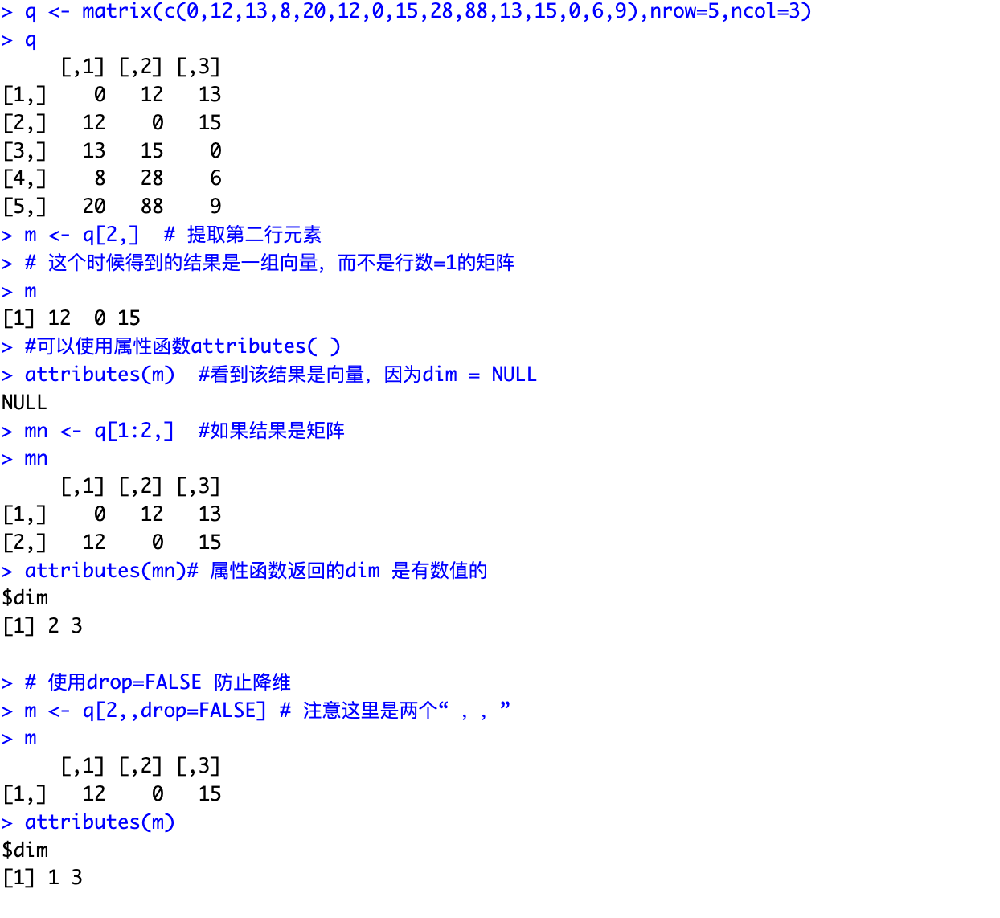 > q <- matrix(c(0,12,13,8,20,12,0,15,28,88,13,15,0,6,9),nrow=5,ncol=3)
> q
     [,1] [,2] [,3]
[1,]    0   12   13
[2,]   12    0   15
[3,]   13   15    0
[4,]    8   28    6
[5,]   20   88    9
> m <- q[2,]  # 提取第二行元素
> # 这个时候得到的结果是一组向量，而不是行数=1的矩阵
> m
[1] 12  0 15
> #可以使用属性函数attributes( )
> attributes(m)  #看到该结果是向量，因为dim = NULL
NULL
> mn <- q[1:2,]  #如果结果是矩阵
> mn
     [,1] [,2] [,3]
[1,]    0   12   13
[2,]   12    0   15
> attributes(mn)# 属性函数返回的dim 是有数值的
$dim
[1] 2 3

> # 使用drop=FALSE 防止降维
> m <- q[2,,drop=FALSE] # 注意这里是两个“ ，，”
> m
     [,1] [,2] [,3]
[1,]   12    0   15
> attributes(m)
$dim
[1] 1 3